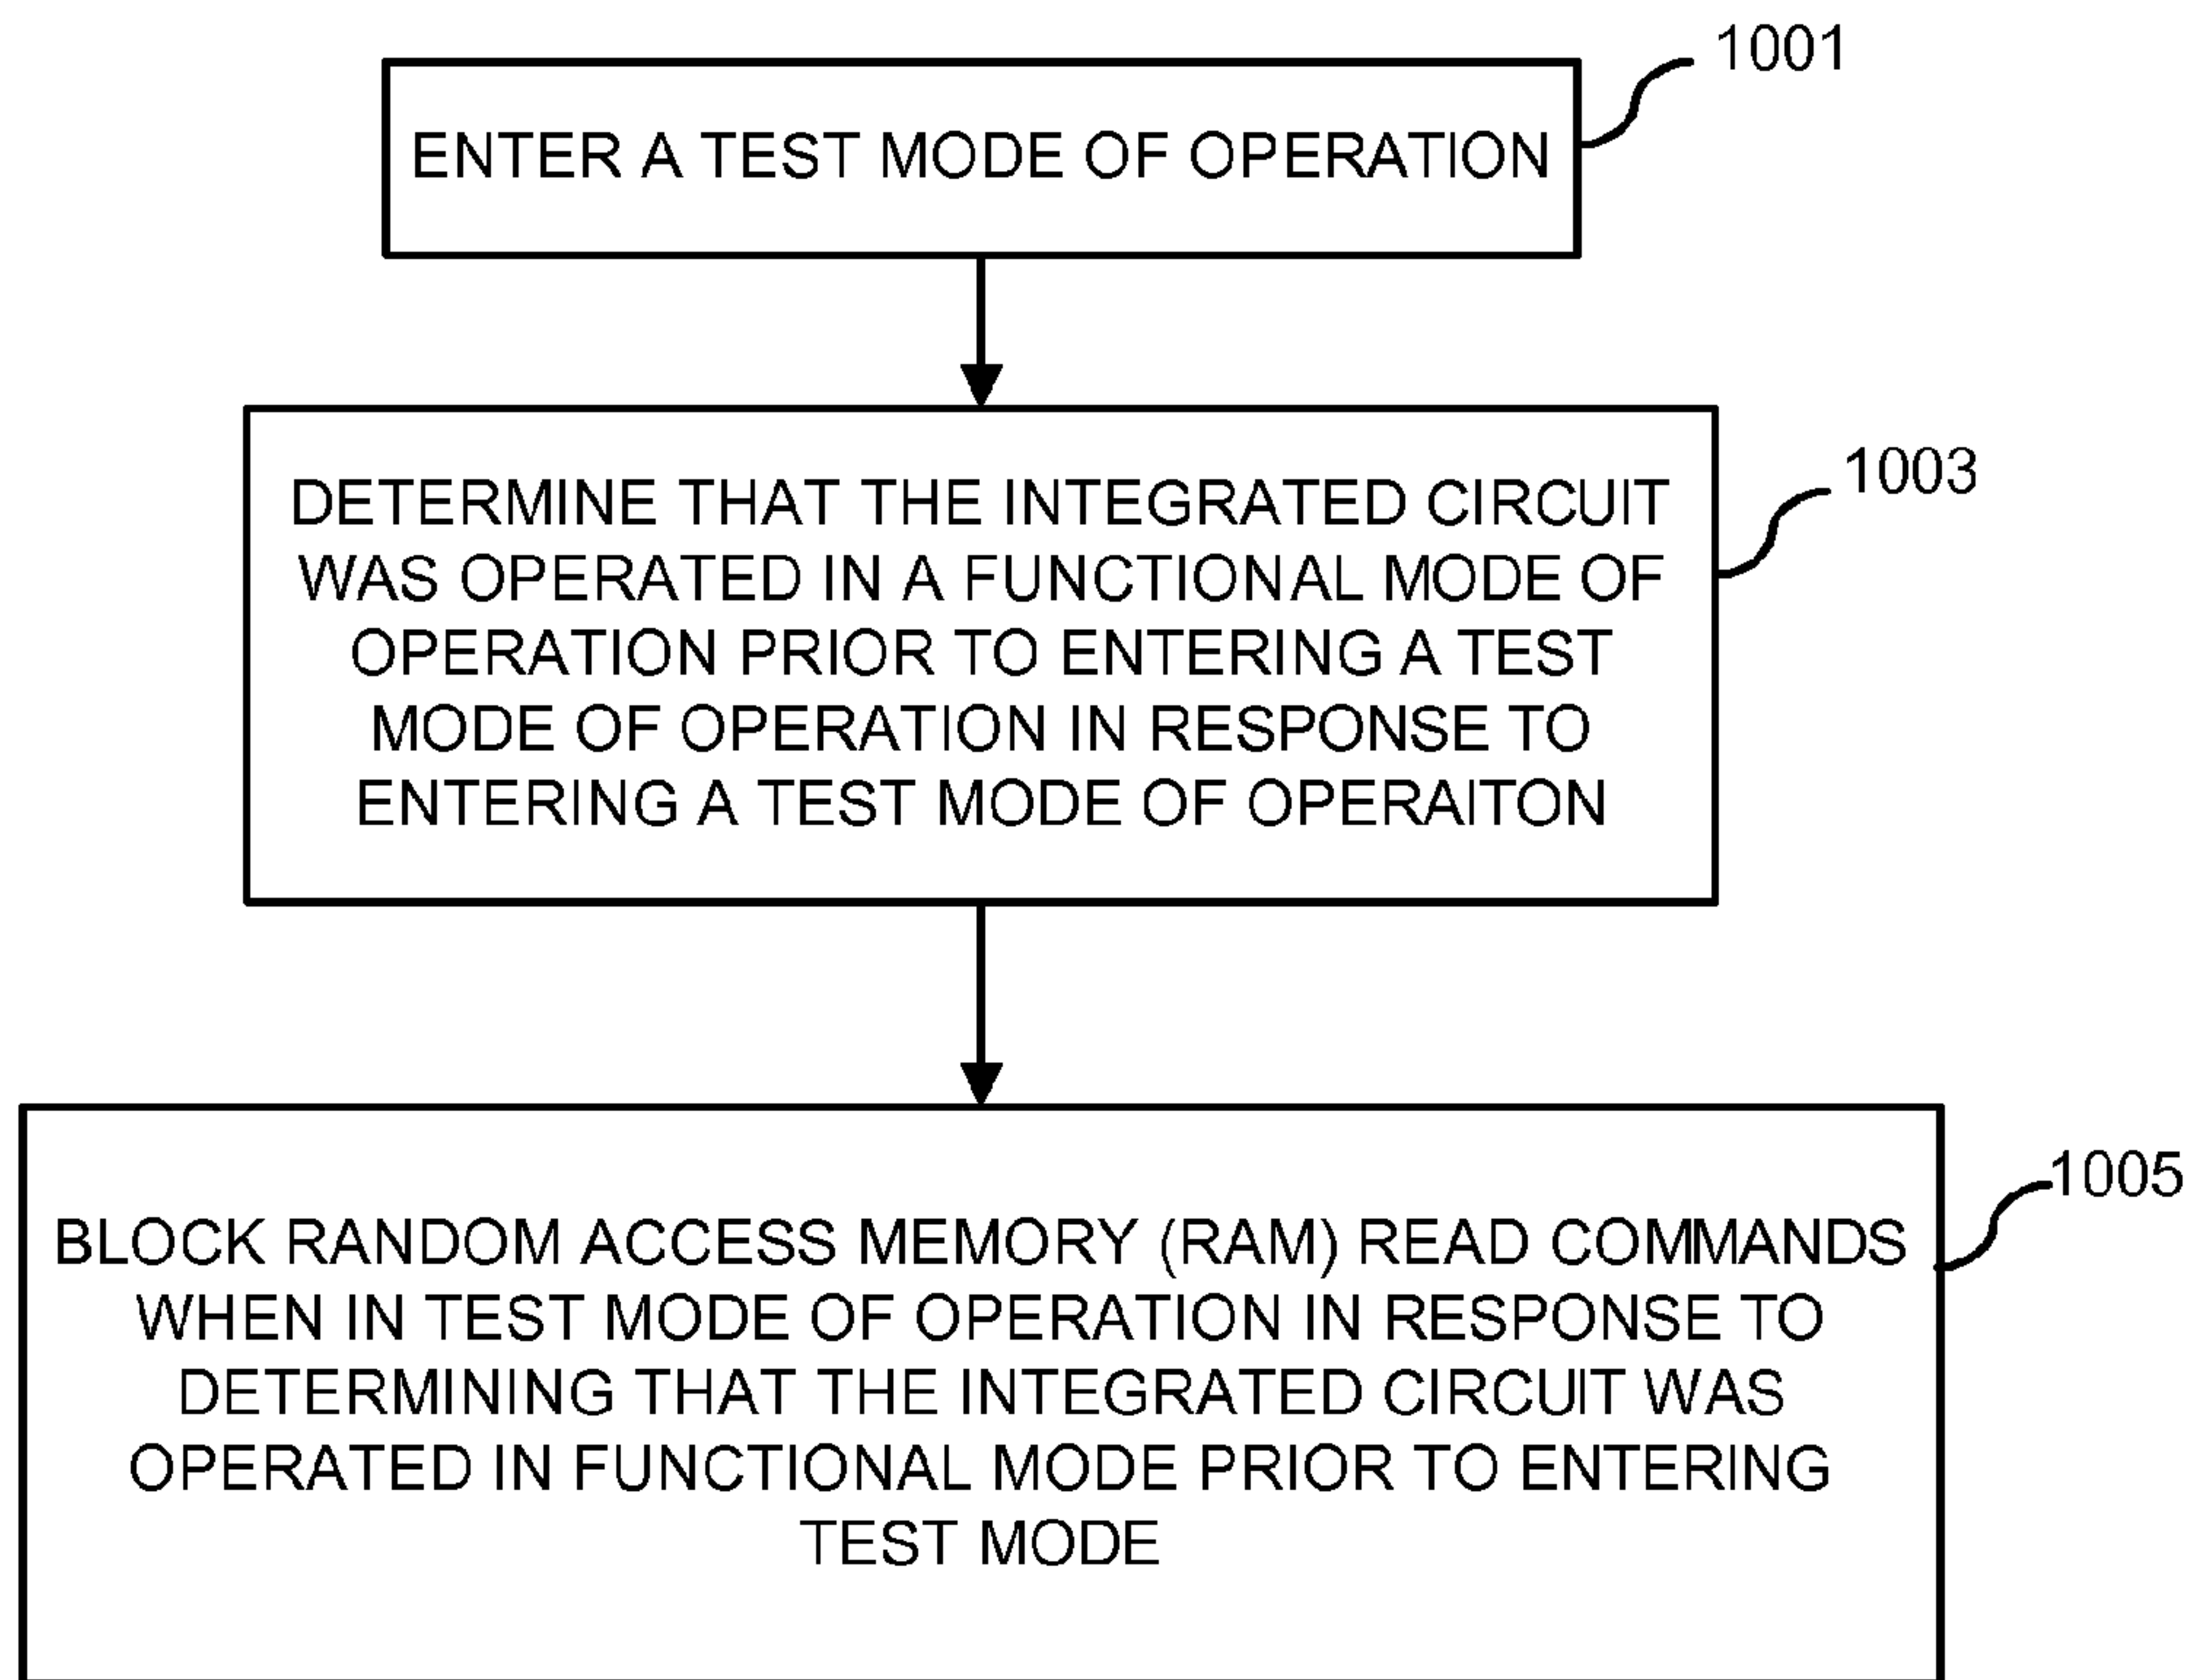 1001
ENTER A TEST MODE OF OPERATION
1003
DETERMINE THAT THE INTEGRATED CIRCUIT
WAS OPERATED IN A FUNCTIONAL MODE OF
OPERATION PRIOR TO ENTERING A TEST
MODE OF OPERATION IN RESPONSE TO
ENTERING A TEST MODE OF OPERAITON
1005
BLOCK RANDOM ACCESS MEMORY (RAM) READ COMMANDS
WHEN IN TEST MODE OF OPERATION IN RESPONSE TO
DETERMINING THAT THE INTEGRATED CIRCUIT WAS
OPERATED IN FUNCTIONAL MODE PRIOR TO ENTERING
TEST MODE